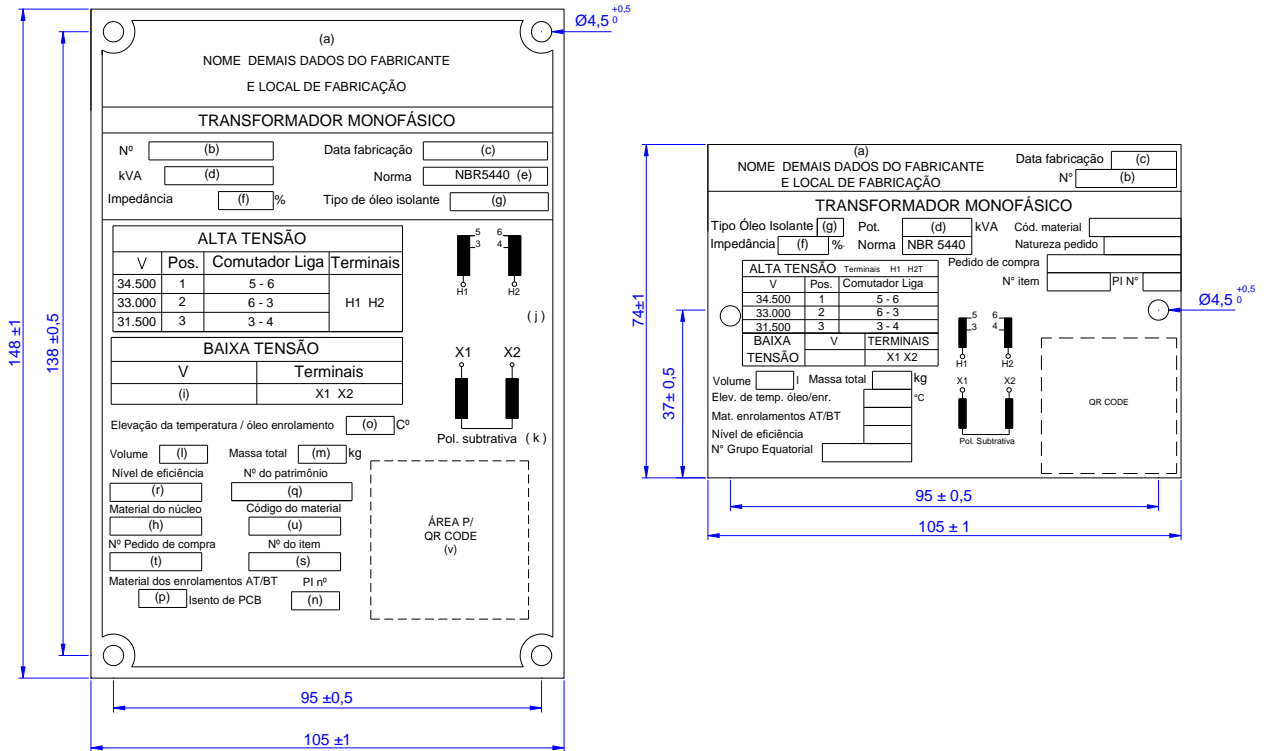 (a)
NOME DEMAIS DADOS DO FABRICANTE
E LOCAL DE FABRICAÇÃO
TRANSFORMADOR MONOFÁSICO
Nº (b) Data fabricação (c)
kVA (d) Norma NBR5440 (e)
Impedância (f) % Tipo de óleo isolante (g)
ALTA TENSÃO
V Pos. Comutador Liga Terminais
34.500 1 5 - 6
33.000 2 6 - 3 H1 H2
31.500 3 3 - 4
5 6
3 4
H1 H2
(j)
BAIXA TENSÃO
V Terminais
(i) X1 X2
X1 X2
Pol. subtrativa (k)
Elevação da temperatura / óleo enrolamento (o) Cº
Volume (l) Massa total (m) kg
Nível de eficiência Nº do patrimônio
(r) (q)
Material do núcleo Código do material
(h) (u)
Nº Pedido de compra Nº do item
(t) (s)
Material dos enrolamentos AT/BT PI nº
(p) Isento de PCB (n)
ÁREA P/
QR CODE
(v)
148 ±1
138 ±0,5
95 ±0,5
105 ±1
Ø4,5 +0,5 0
(a)
NOME DEMAIS DADOS DO FABRICANTE
E LOCAL DE FABRICAÇÃO
Data fabricação (c)
N° (b)
TRANSFORMADOR MONOFÁSICO
Tipo Óleo Isolante (g) Pot. (d) kVA Cód. material
Impedância (f) % Norma NBR 5440 Natureza pedido
Pedido de compra
N° item PI N°
ALTA TENSÃO Terminais H1 H2T
V Pos. Comutador Liga
34.500 1 5 - 6
33.000 2 6 - 3
31.500 3 3 - 4
BAIXA V TERMINAIS
TENSÃO X1 X2
5 6
3 4
H1 H2
X1 X2
Pol. Subtrativa
Volume l Massa total kg
Elev. de temp. óleo/enr. °C
Mat. enrolamentos AT/BT
Nível de eficiência
N° Grupo Equatorial
QR CODE
74±1
37± 0,5
95 ± 0,5
105 ± 1
Ø4,5 +0,5 0